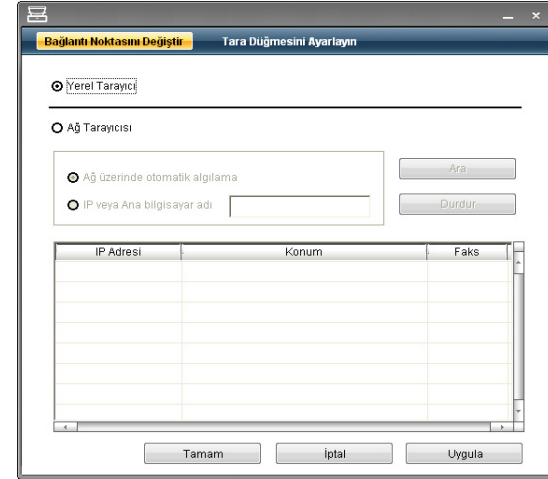 Bağlantı Noktasını Değiştir Tara Düğmesini Ayarlayın
Yerel Tarayıcı
Ağ Tarayıcısı
Ağ üzerinde otomatik algılama Ara
IP veya Ana bilgisayar adı Durdur
IP Adresi Konum Faks
Tamam İptal Uygula